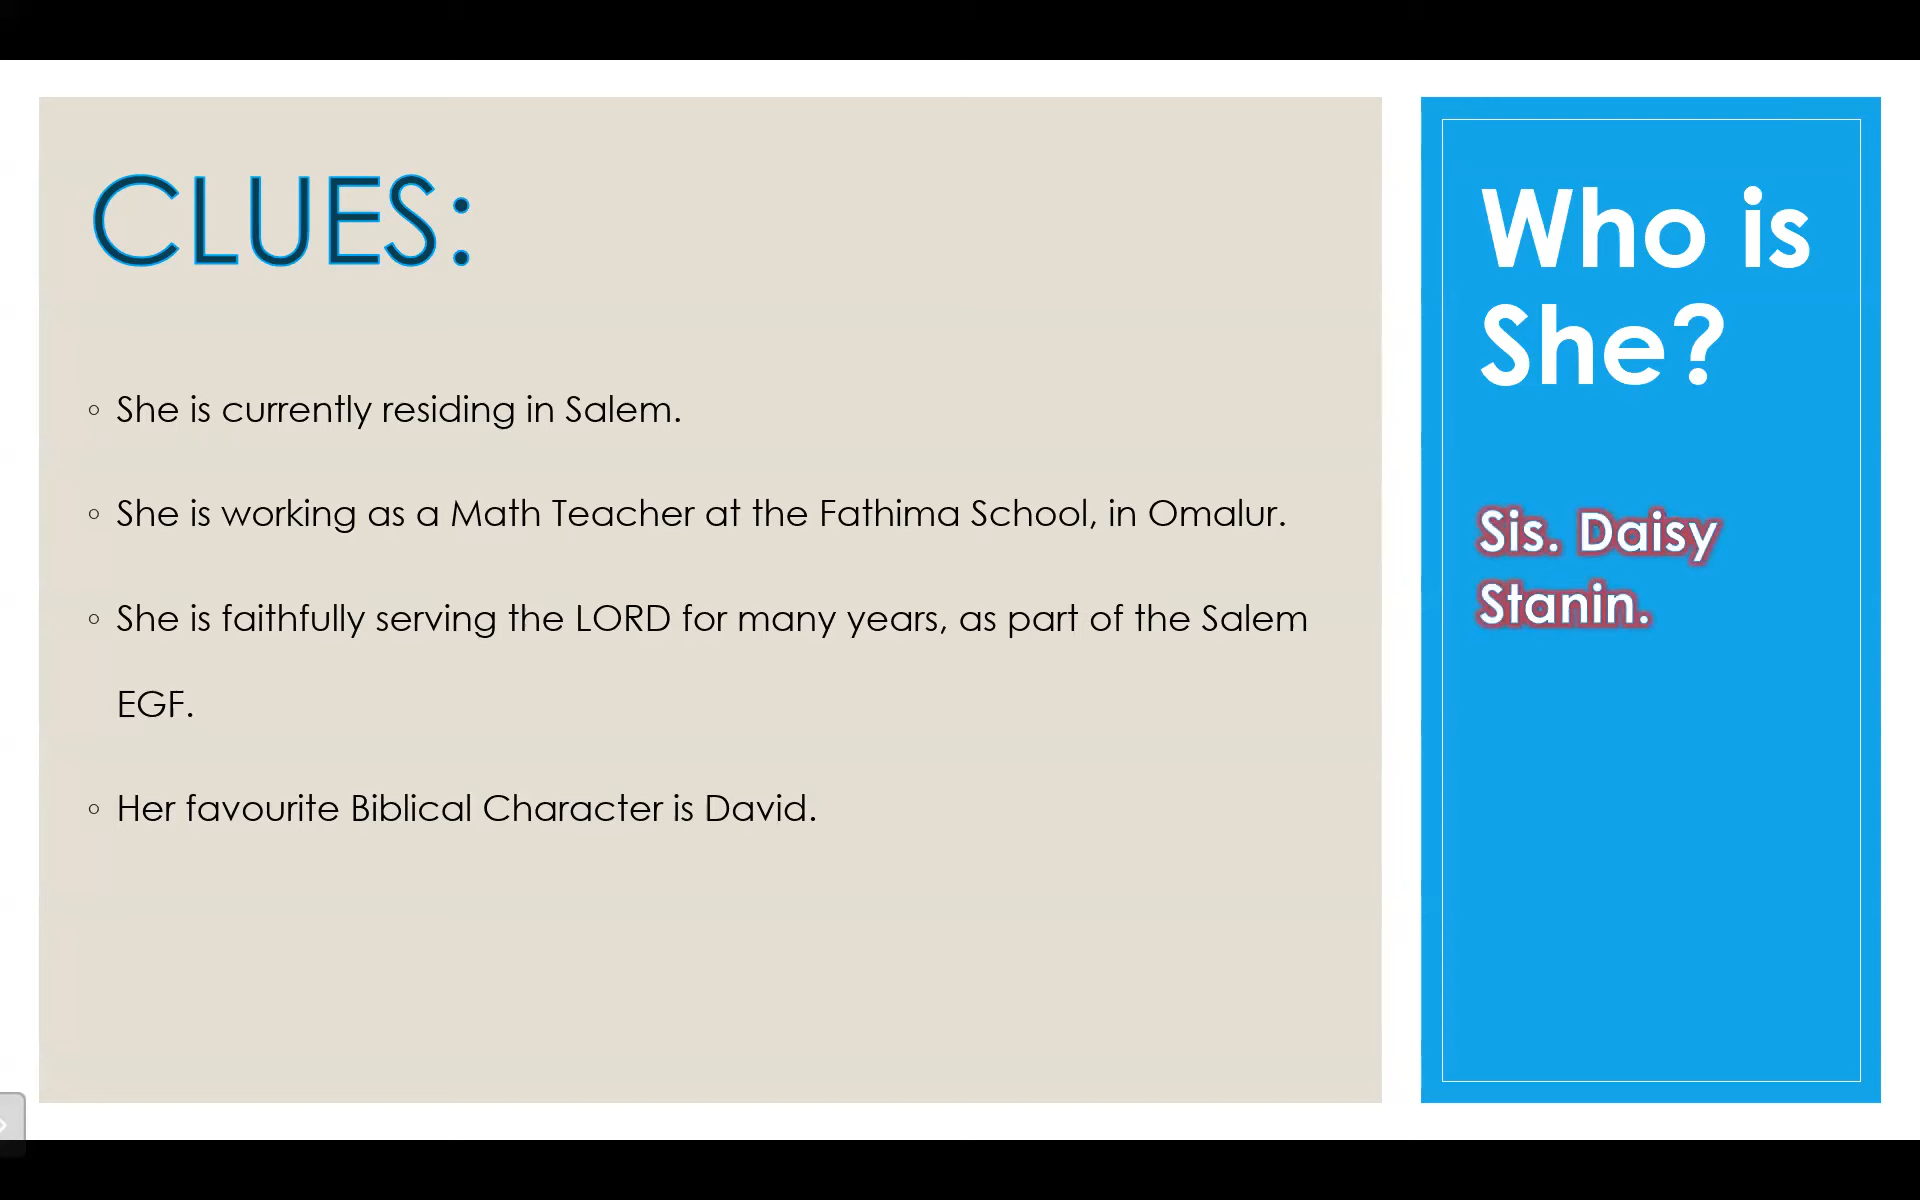 CLUES:
◦ She is currently residing in Salem.
◦ She is working as a Math Teacher at the Fathima School, in Omalur.
◦ She is faithfully serving the LORD for many years, as part of the Salem
EGF.
◦ Her favourite Biblical Character is David.
Who is
She?
Sis. Daisy
Stanin.